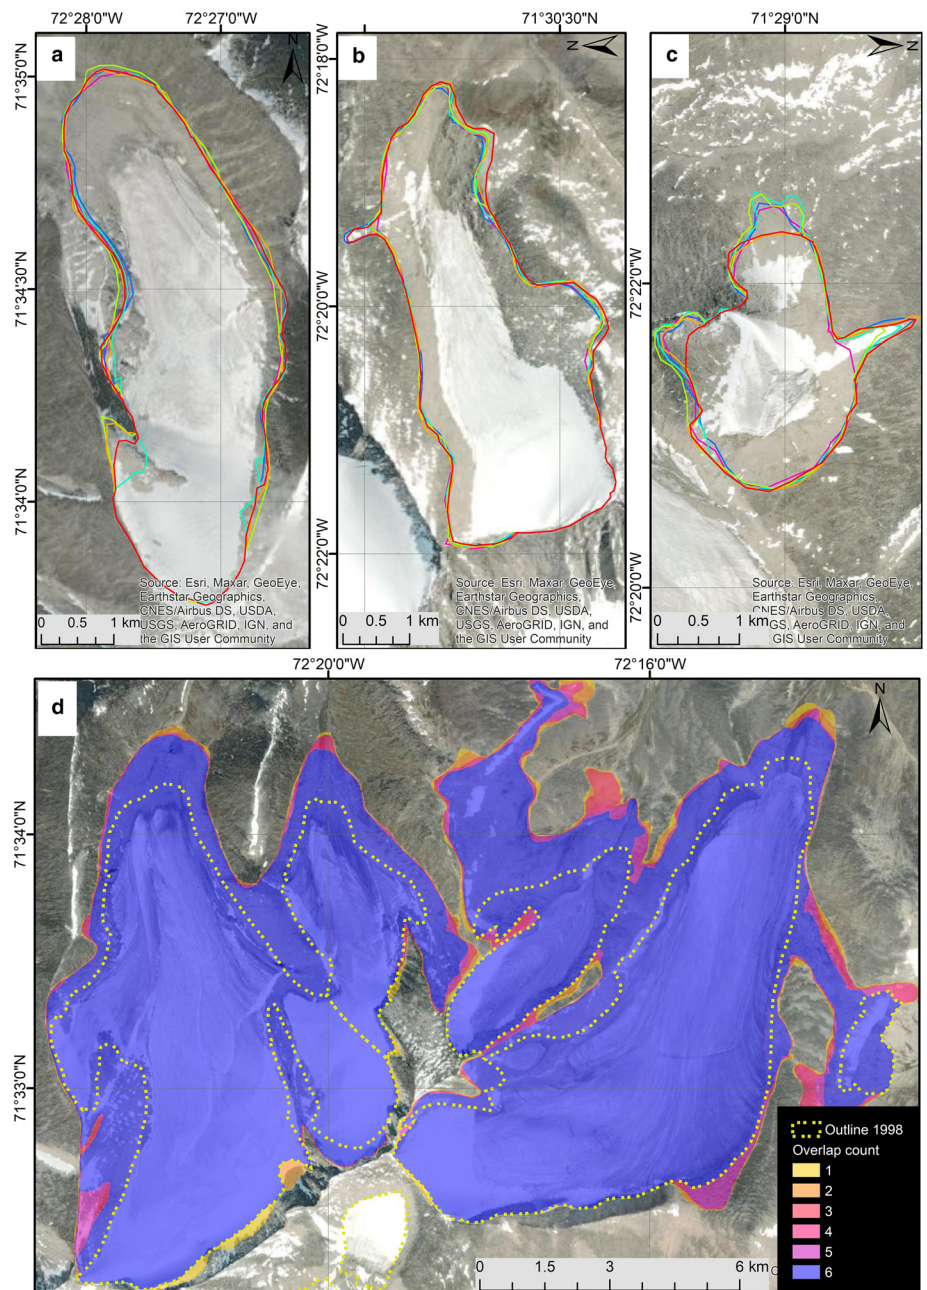 72°28'0"W 72°27'0"W
71°30'30"N
71°29'0"N
a
N
b
N
c
N
71°35'0"N
71°34'30"N
71°34'0"N
72°18'0"W
72°20'0"W
72°22'0"W
72°22'0"W
72°20'0"W
Source: Esri, Maxar, GeoEye,
Earthstar Geographics,
CNES/Airbus DS, USDA,
USGS, AeroGRID, IGN, and
the GIS User Community
0 0.5 1 km
Source: Esri, Maxar, GeoEye,
Earthstar Geographics,
CNES/Airbus DS, USDA,
USGS, AeroGRID, IGN, and
the GIS User Community
0 0.5 1 km
Source: Esri, Maxar, GeoEye,
Earthstar Geographics,
CNES/Airbus DS, USDA,
GS, AeroGRID, IGN, and
GIS User Community
0 0.5 1
72°20'0"W 72°16'0"W
d
N
71°34'0"N
71°33'0"N
Outline 1998
Overlap count
1
2
3
4
5
6
0 1.5 3 6 km